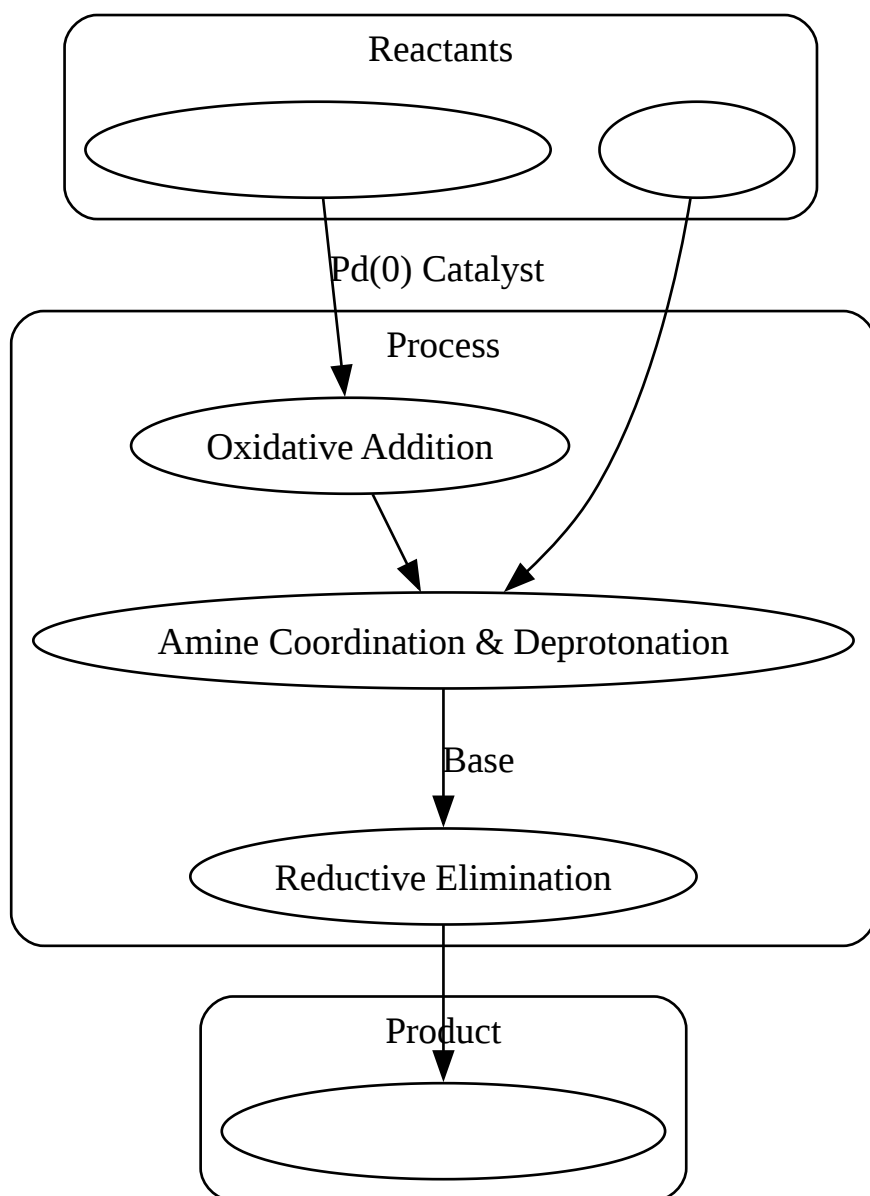 Reactants
Pd(0) Catalyst
Process
Oxidative Addition
Amine Coordination & Deprotonation
Base
Reductive Elimination
Product